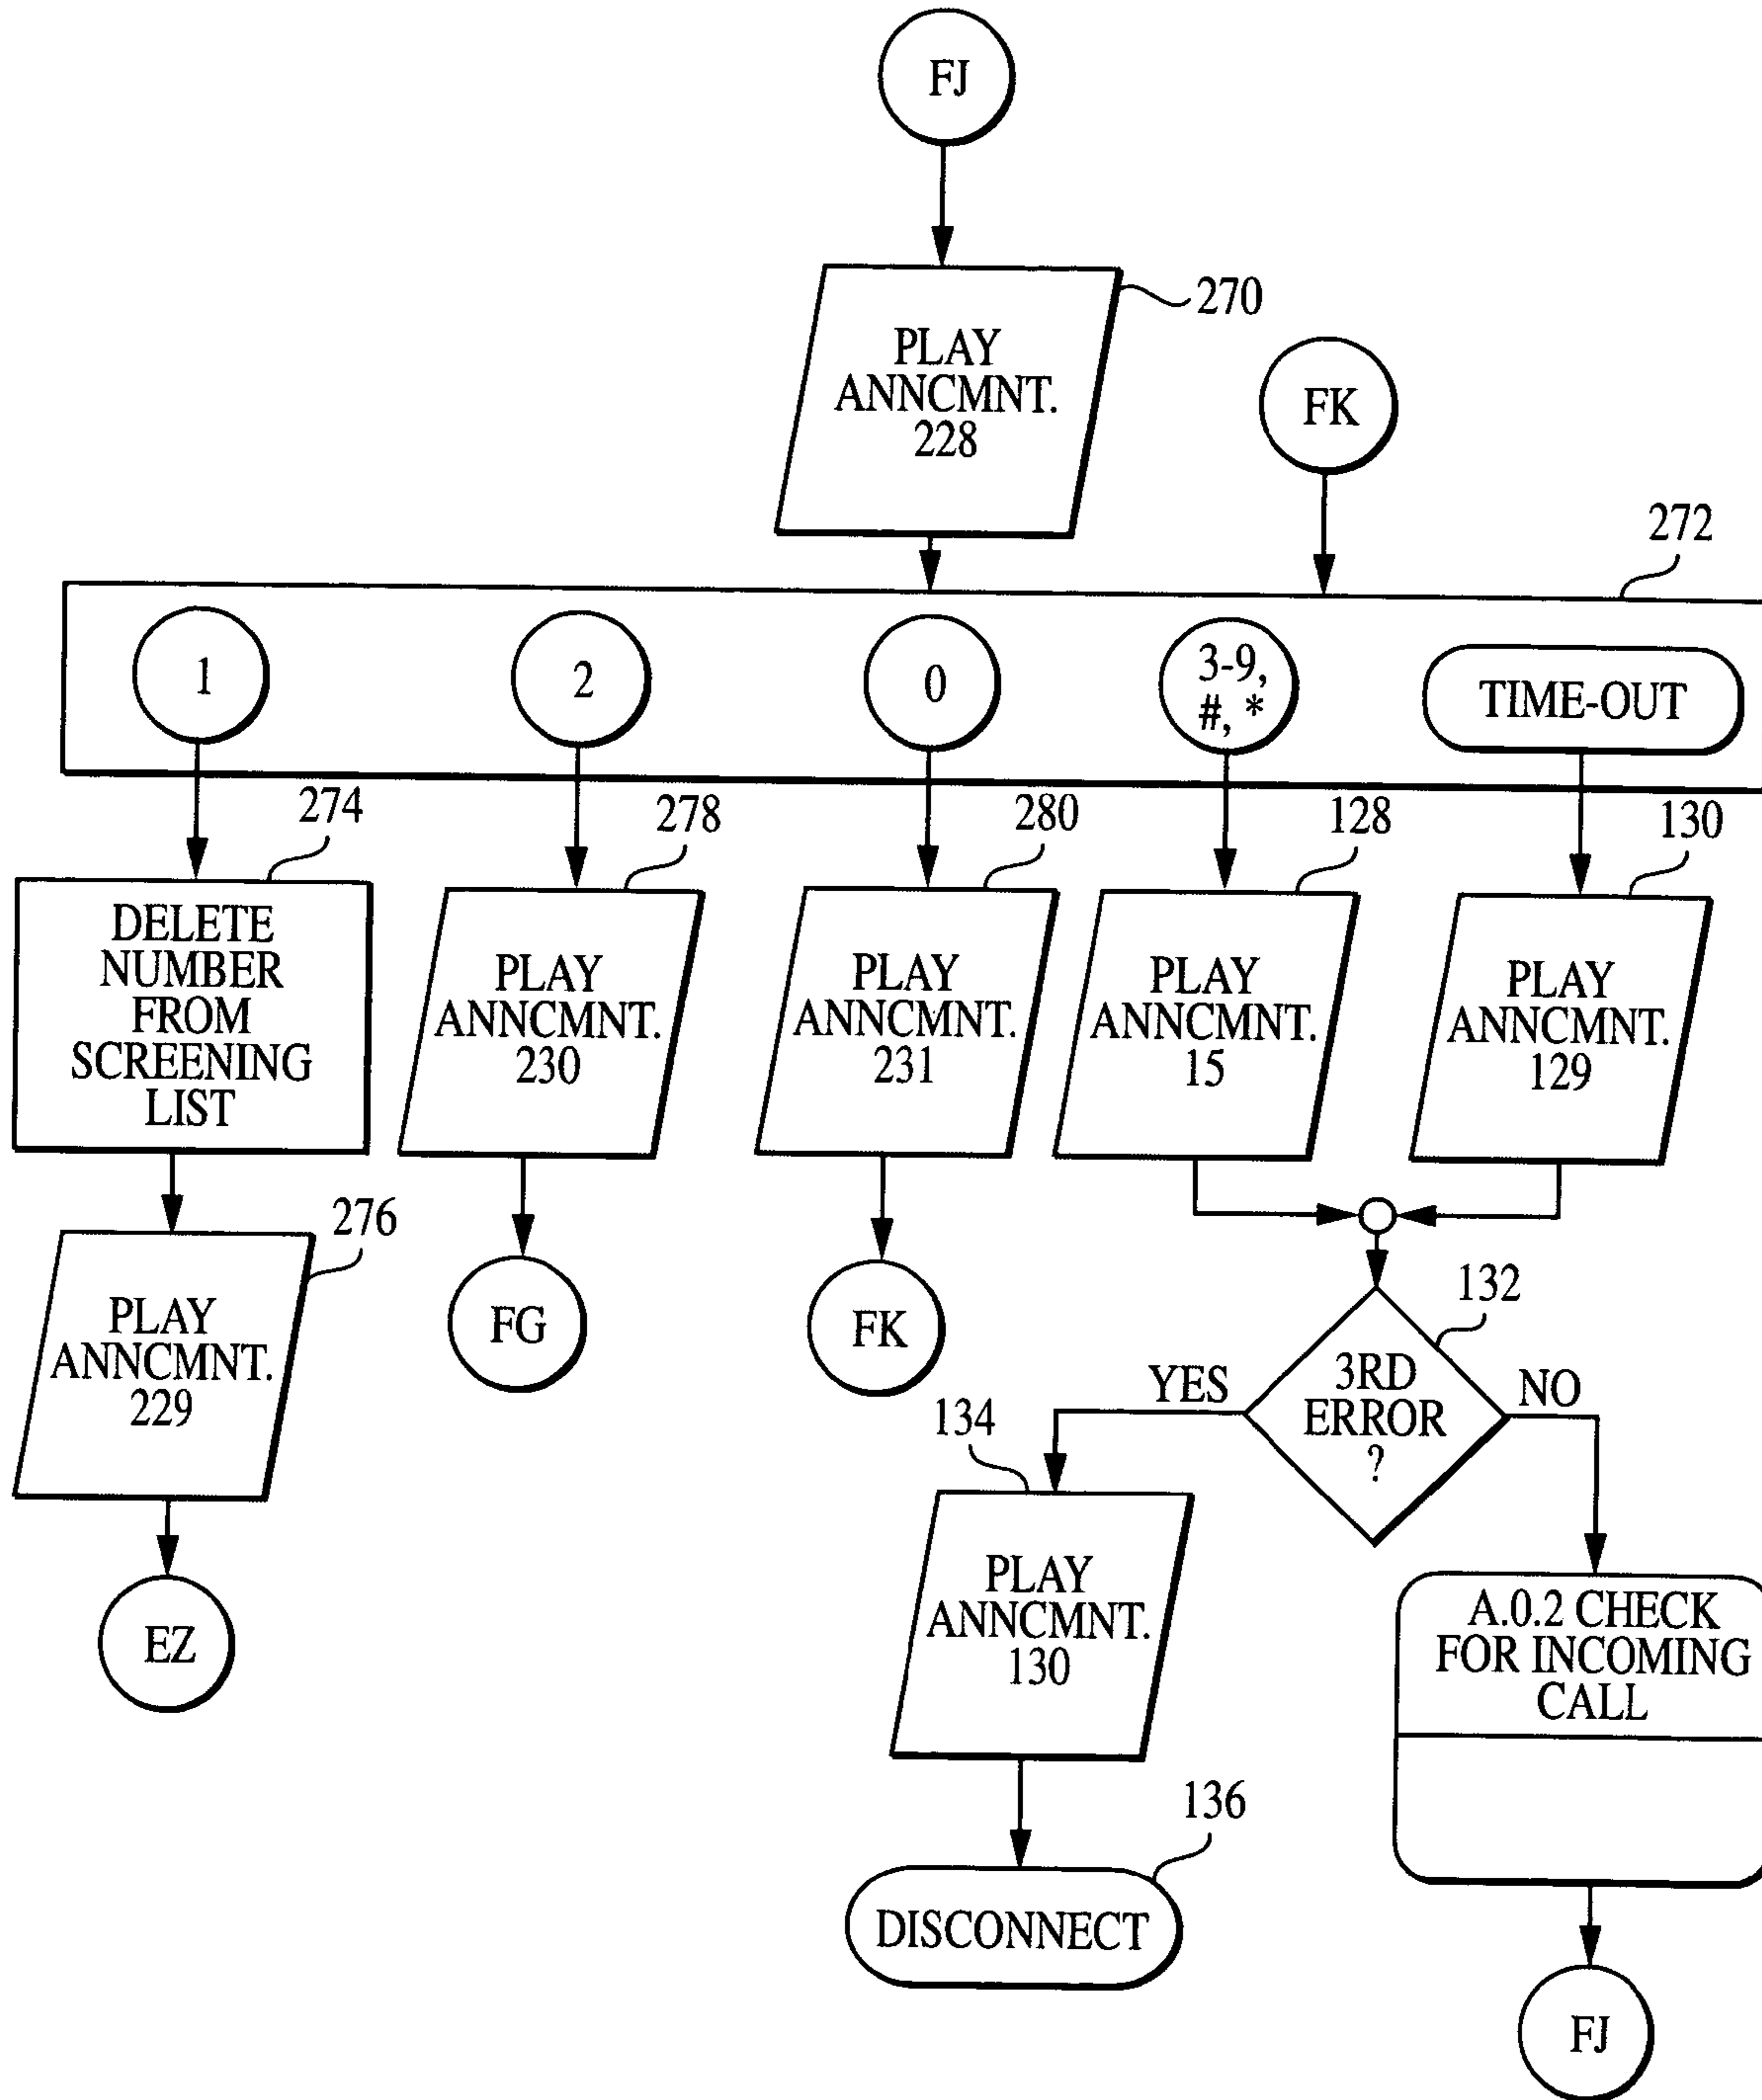 FJ
270
PLAY
ANNCMNT.
228
FK
272
1
2
0
3-9,
#, *
TIME-OUT
274
278
280
128
130
DELETE
NUMBER
FROM
SCREENING
LIST
PLAY
ANNCMNT.
230
PLAY
ANNCMNT.
231
PLAY
ANNCMNT.
15
PLAY
ANNCMNT.
129
276
PLAY
ANNCMNT.
229
FG
FK
132
3RD
ERROR
?
YES
NO
134
PLAY
ANNCMNT.
130
A.0.2 CHECK
FOR INCOMING
CALL
EZ
136
DISCONNECT
FJ